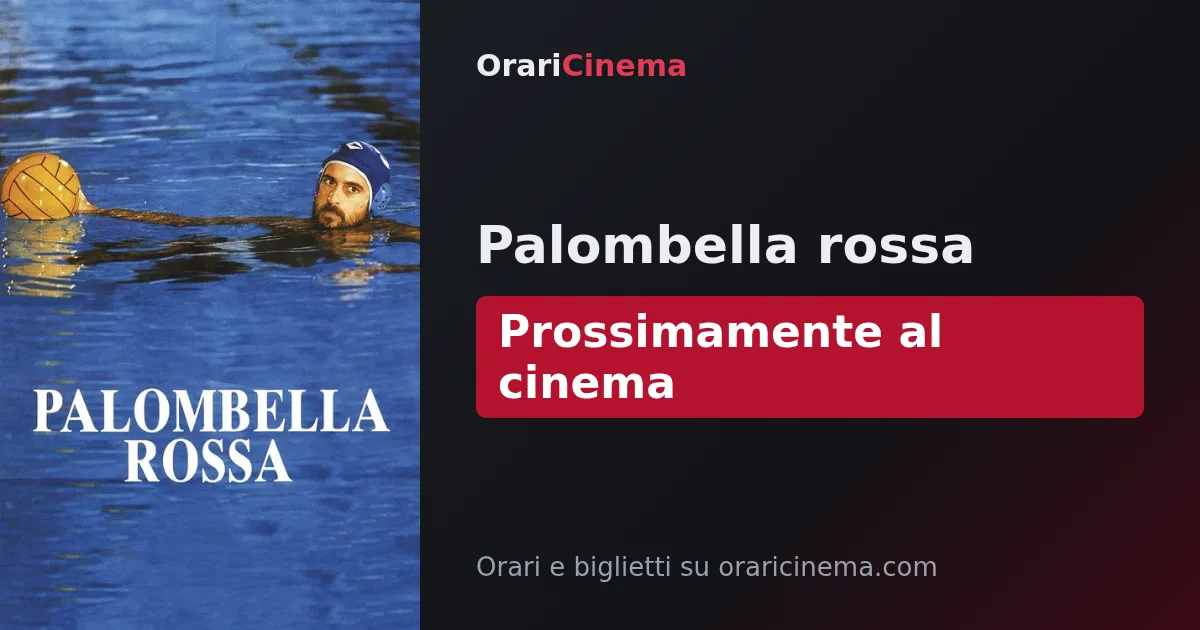 PALOMBELLA
ROSSA
OrariCinema
Palombella rossa
Prossimamente al
cinema
Orari e biglietti su oraricinema.com